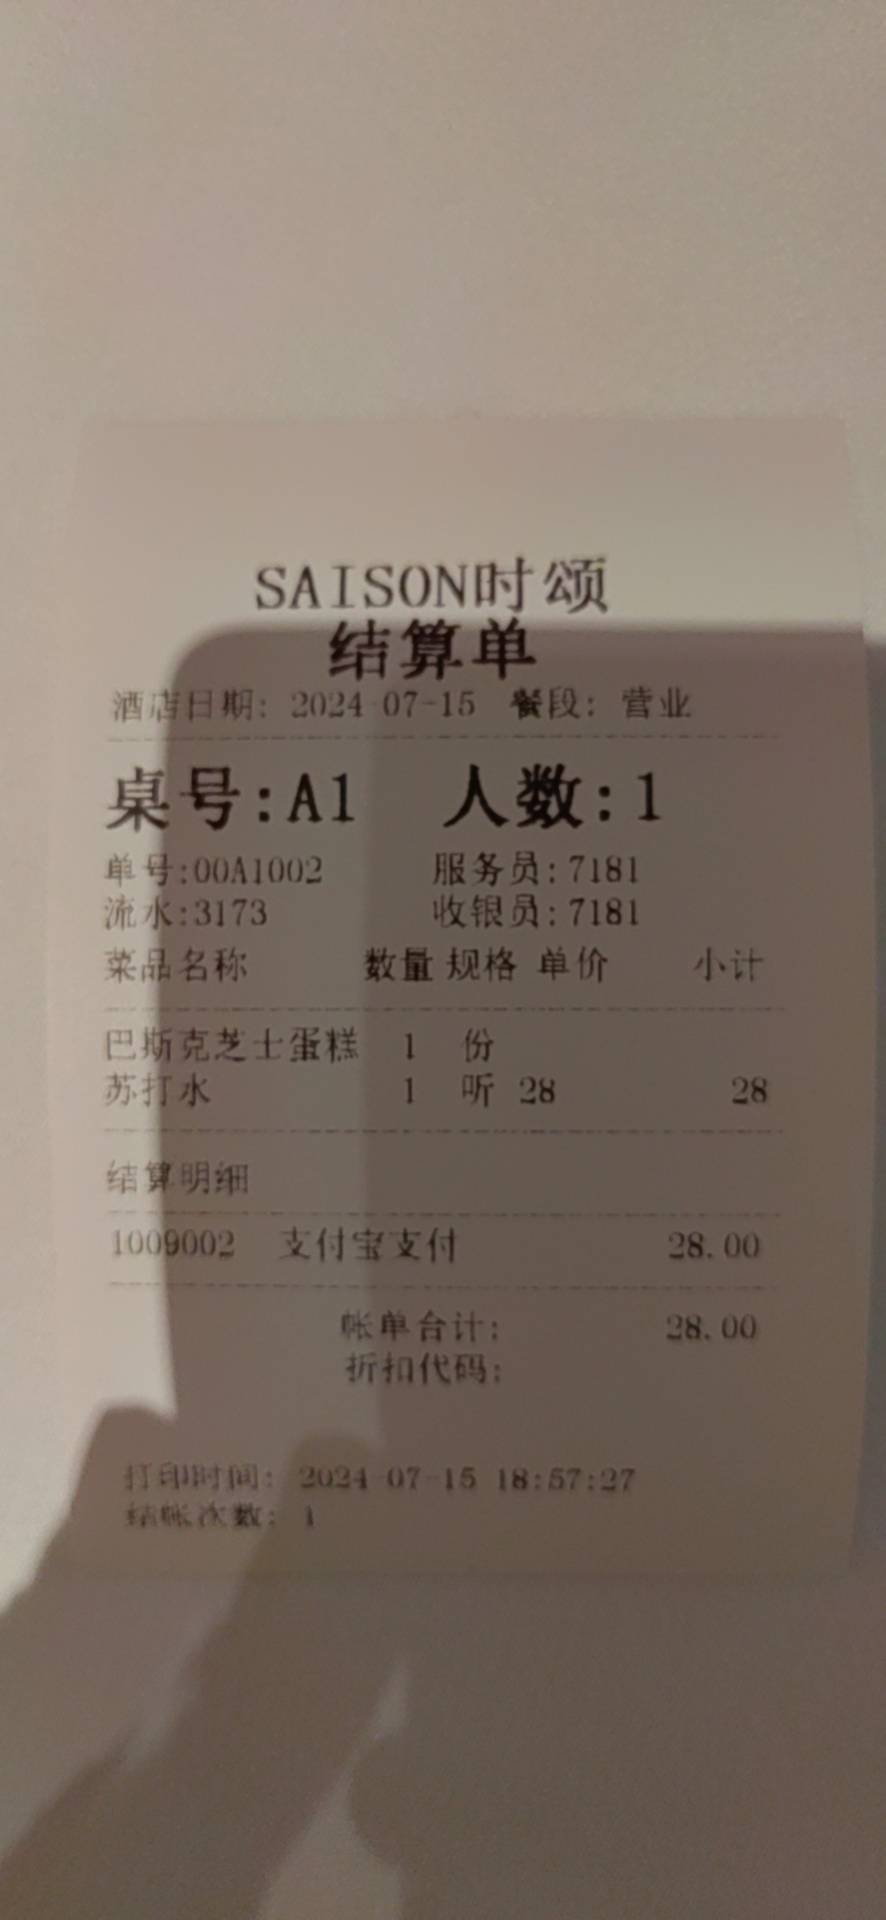 SAISON时颂
结算单
酒店日期: 2024-07-15 餐段: 营业
桌号:A1 人数:1
单号:00A1002 服务员:7181
流水:3173 收银员:7181
菜品名称 数量 规格 单价 小计
巴斯克芝士蛋糕 1 份
苏打水 1 听 28 28
结算明细
1009002 支付宝支付 28.00
帐单合计: 28.00
折扣代码:
打印时间: 2024-07-15 18:57:27
结帐次数: 1